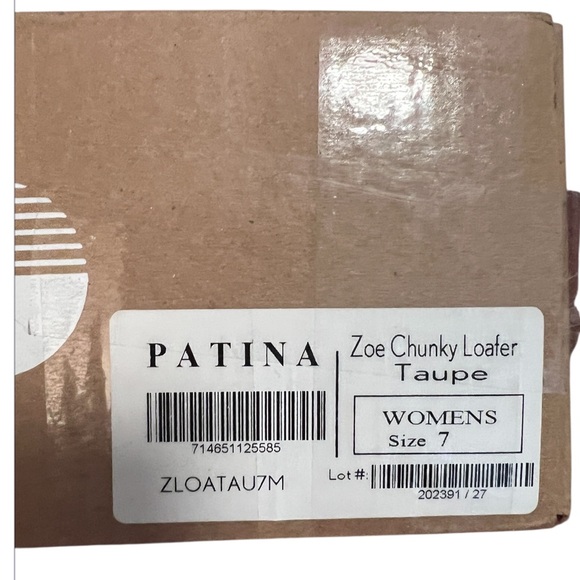 PATINA
Zoe Chunky Loafer
Taupe
714651125585
WOMENS
Size 7
ZLOATAU7M
Lot #:
202391 / 27